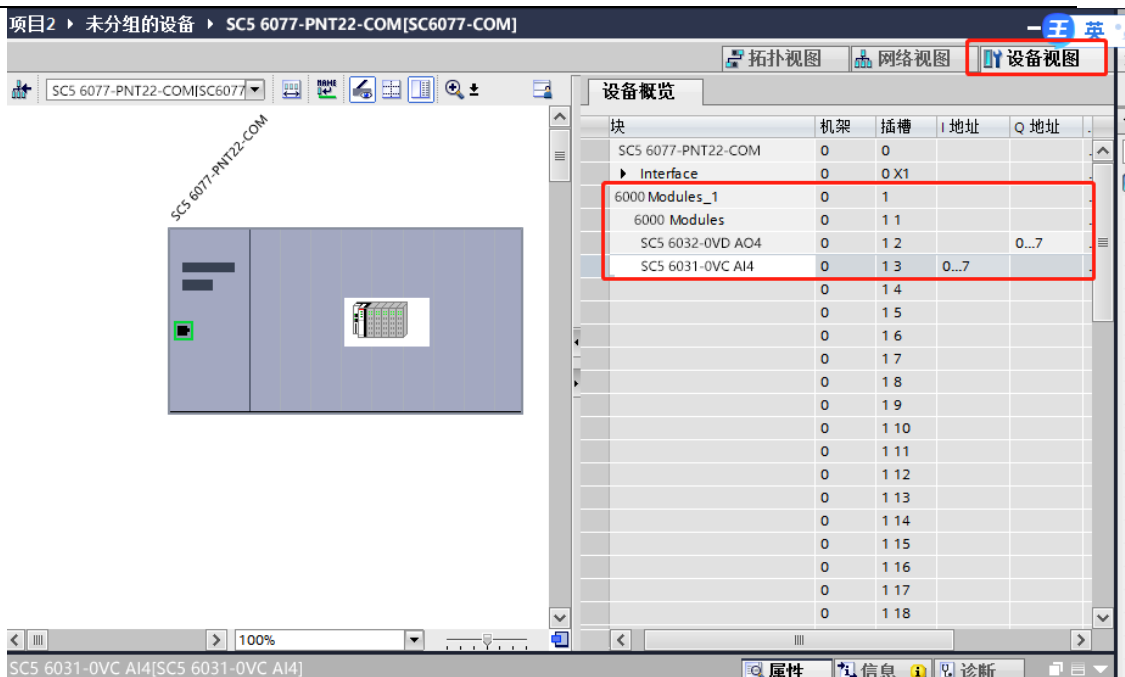 项目2 ▸ 未分组的设备 ▸ SC5 6077-PNT22-COM[SC6077-COM]
王 英
拓扑视图 网络视图 设备视图
SC5 6077-PNT22-COM[SC6077
设备概览
块 机架 插槽 I 地址 Q 地址 .
SC5 6077-PNT22-COM 0 0
Interface 0 0 X1
6000 Modules_1 0 1
6000 Modules 0 1 1
SC5 6032-0VD AO4 0 1 2 0...7
SC5 6031-0VC AI4 0 1 3 0...7
0 1 4
0 1 5
0 1 6
0 1 7
0 1 8
0 1 9
0 1 10
0 1 11
0 1 12
0 1 13
0 1 14
0 1 15
0 1 16
0 1 17
0 1 18
SC5 6077-PNT22-COM
100%
SC5 6031-0VC AI4[SC5 6031-0VC AI4]
属性 信息 诊断